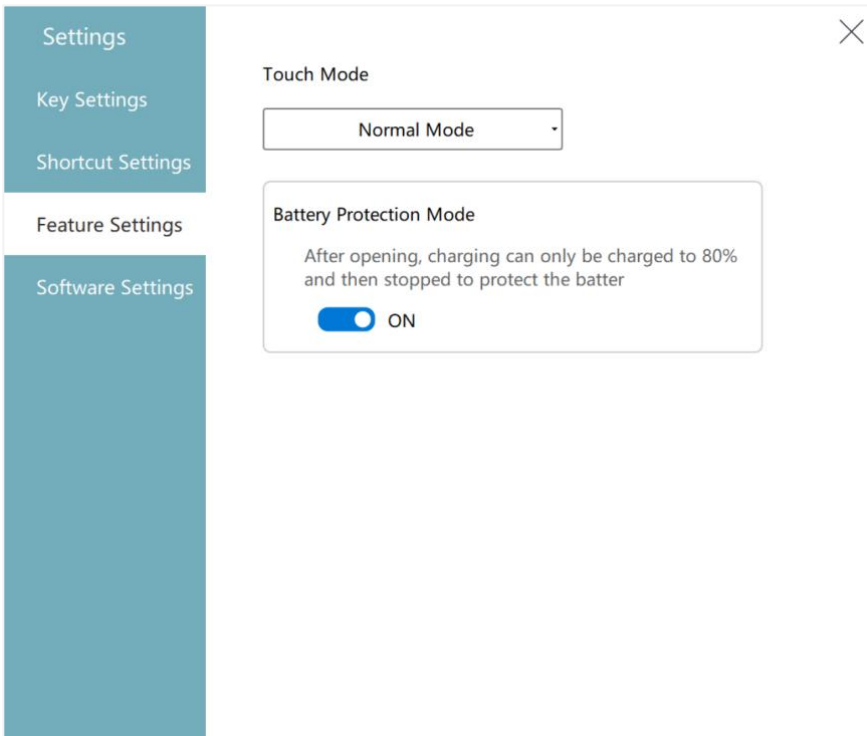 Settings
Key Settings
Shortcut Settings
Feature Settings
Software Settings
Touch Mode
Normal Mode
Battery Protection Mode
After opening, charging can only be charged to 80%
and then stopped to protect the batter
ON